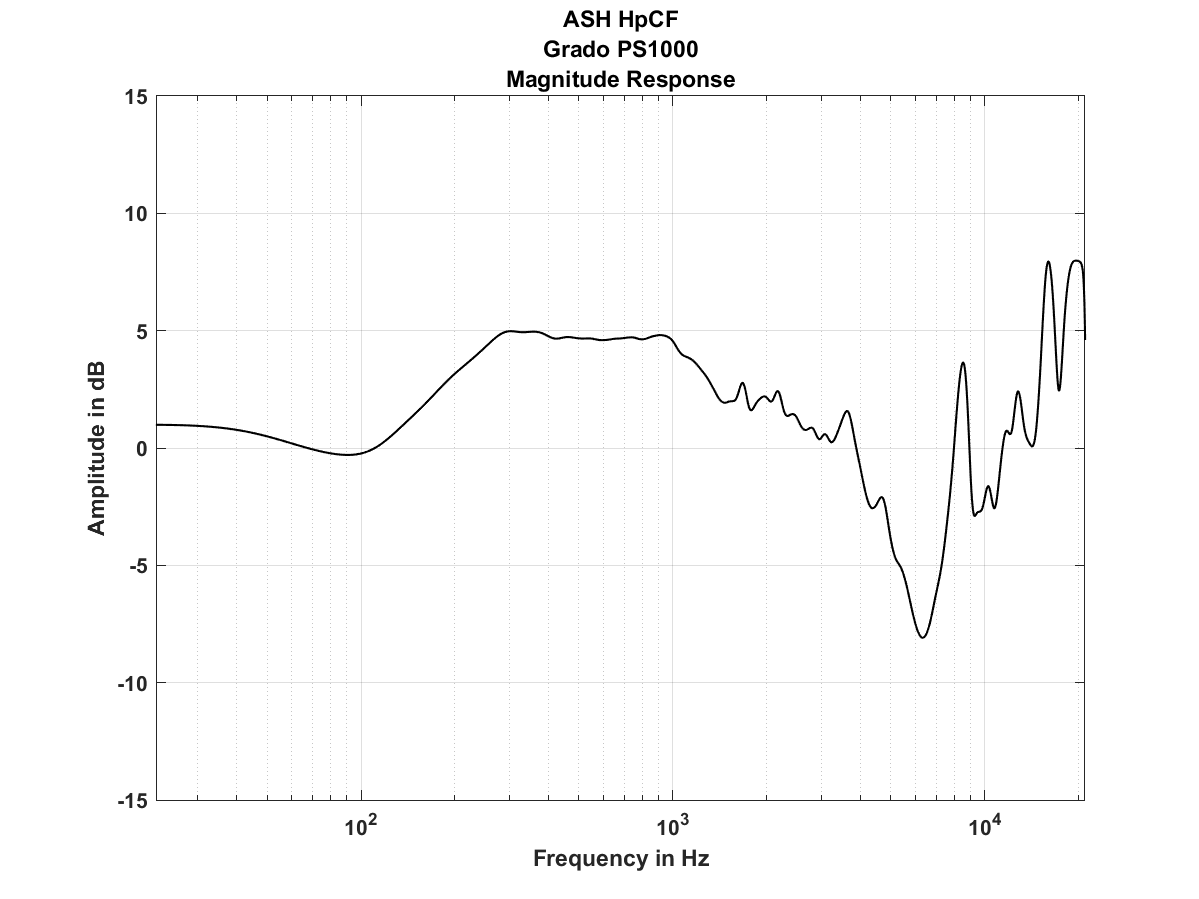 ASH HpCF
Grado PS1000
Magnitude Response
15
10
5
0
-5
-10
-15
Amplitude in dB
10^2 10^3 10^4
Frequency in Hz